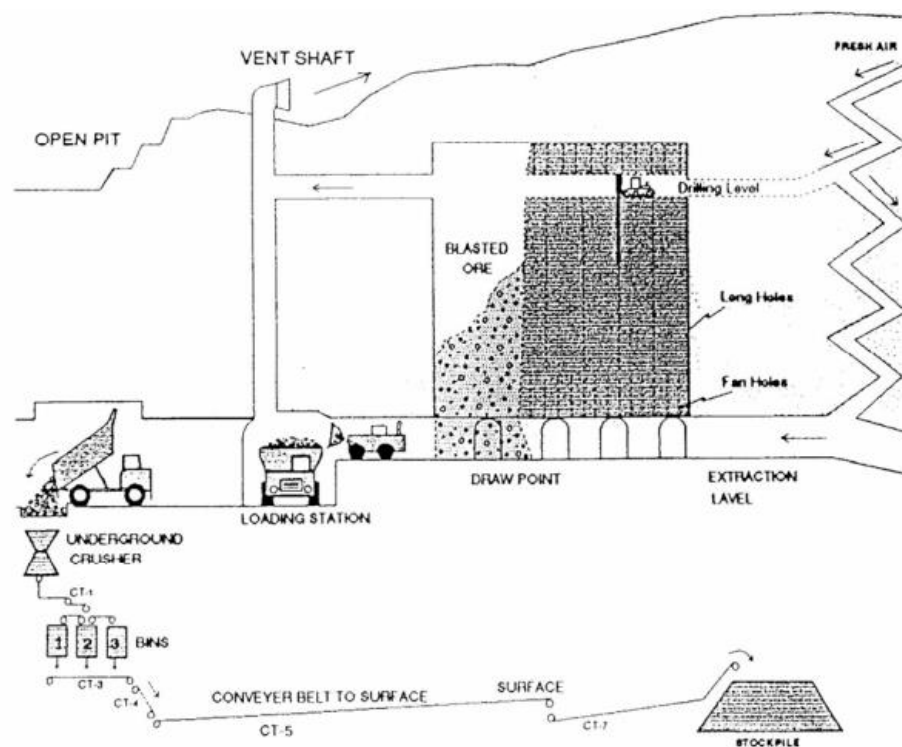 VENT SHAFT
FRESH AIR
OPEN PIT
Drilling Level
BLASTED
ORE
Long Holes
Fan Holes
DRAW POINT
EXTRACTION
LAVEL
LOADING STATION
UNDERGROUND
CRUSHER
CT-1
1 2 3 BINS
CT-3
CT-4
CONVEYER BELT TO SURFACE
SURFACE
CT-5
CT-7
STOCKPILE